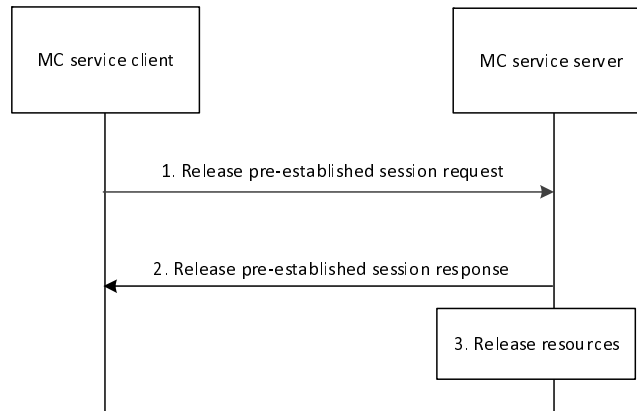 MC service client
MC service server
1. Release pre-established session request
2. Release pre-established session response
3. Release resources